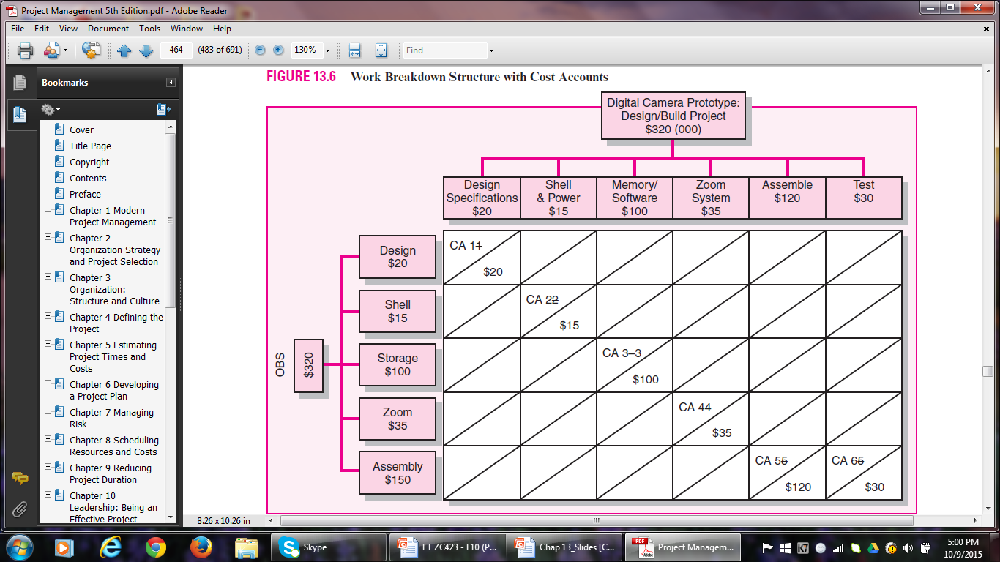 Project Management 5th Edition.pdf - Adobe Reader
File Edit View Document Tools Window Help
464 (483 of 691) 130% Find
Bookmarks
Cover
Title Page
Copyright
Contents
Preface
Chapter 1 Modern
Project Management
Chapter 2
Organization Strategy
and Project Selection
Chapter 3
Organization:
Structure and Culture
Chapter 4 Defining the
Project
Chapter 5 Estimating
Project Times and
Costs
Chapter 6 Developing
a Project Plan
Chapter 7 Managing
Risk
Chapter 8 Scheduling
Resources and Costs
Chapter 9 Reducing
Project Duration
Chapter 10
Leadership: Being an
Effective Project
FIGURE 13.6 Work Breakdown Structure with Cost Accounts
Digital Camera Prototype:
Design/Build Project
$320 (000)
Design
Specifications
$20
Shell
& Power
$15
Memory/
Software
$100
Zoom
System
$35
Assemble
$120
Test
$30
OBS
$320
Design
$20
CA 1–1
$20
Shell
$15
CA 2–2
$15
Storage
$100
CA 3–3
$100
Zoom
$35
CA 4–4
$35
Assembly
$150
CA 5–5
$120
CA 6–5
$30
8.26 x 10.26 in
Skype
ET ZC423 - L10 (P...
Chap 13_Slides [C...
Project Managem...
5:00 PM
10/9/2015